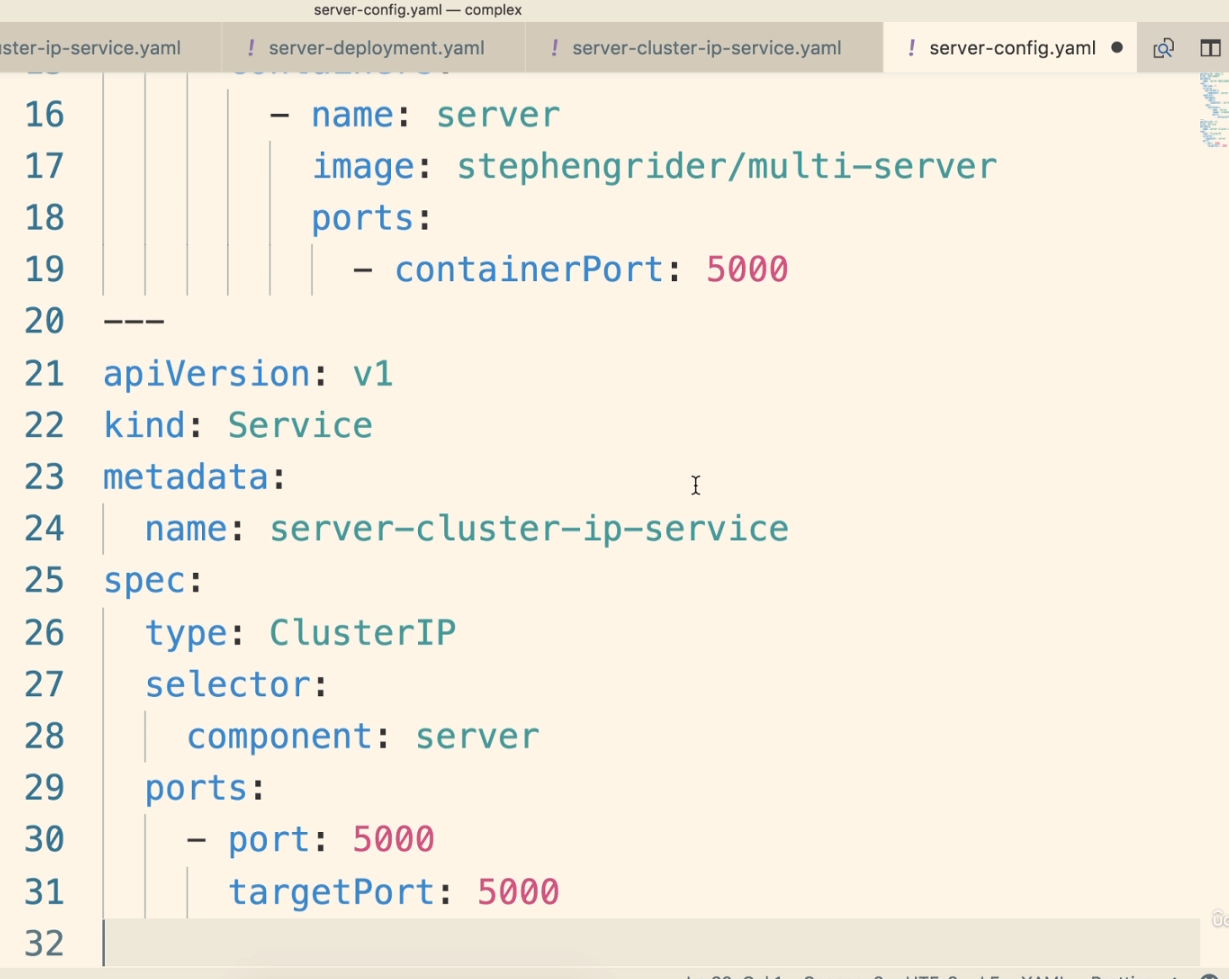 server-config.yaml — complex
ster-ip-service.yaml ! server-deployment.yaml ! server-cluster-ip-service.yaml ! server-config.yaml ●
16 - name: server
17 image: stephengrider/multi-server
18 ports:
19 - containerPort: 5000
20 ---
21 apiVersion: v1
22 kind: Service
23 metadata:
24 name: server-cluster-ip-service
25 spec:
26 type: ClusterIP
27 selector:
28 component: server
29 ports:
30 - port: 5000
31 targetPort: 5000
32